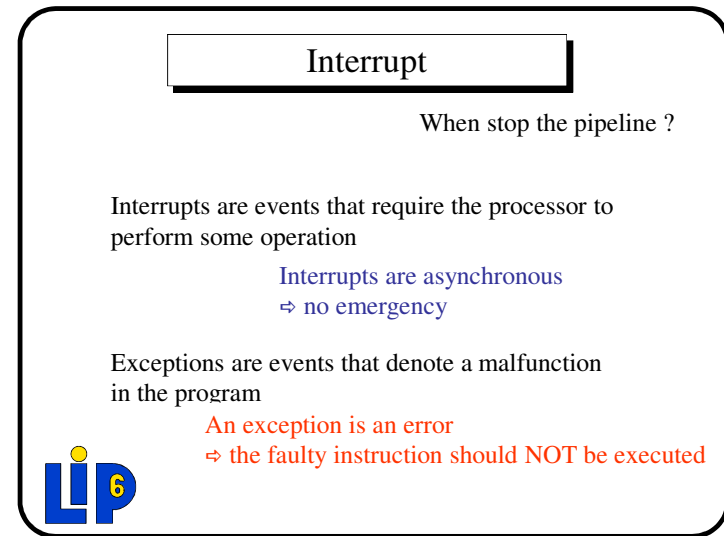 Interrupt
When stop the pipeline ?
Interrupts are events that require the processor to
perform some operation
Interrupts are asynchronous
⇨ no emergency
Exceptions are events that denote a malfunction
in the program
An exception is an error
⇨ the faulty instruction should NOT be executed
LIP6